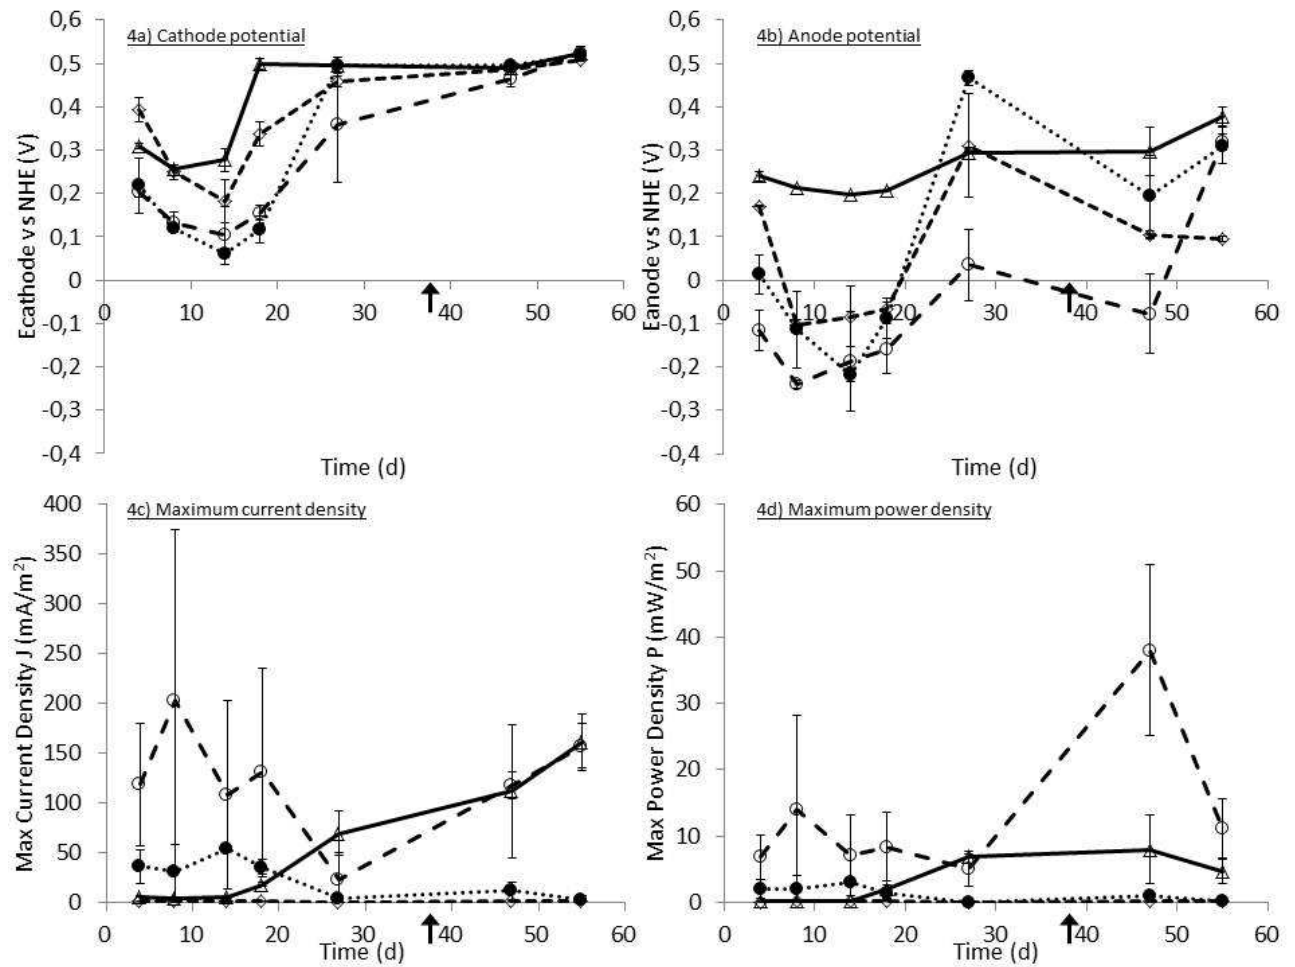 4a) Cathode potential
Ecathode vs NHE (V)
0,6
0,5
0,4
0,3
0,2
0,1
0
-0,1
-0,2
-0,3
-0,4
0 10 20 30 40 50 60
Time (d)
4b) Anode potential
Eanode vs NHE (V)
0,6
0,5
0,4
0,3
0,2
0,1
0
-0,1
-0,2
-0,3
-0,4
0 10 20 30 40 50 60
Time (d)
4c) Maximum current density
Max Current Density J (mA/m²)
400
350
300
250
200
150
100
50
0
0 10 20 30 40 50 60
Time (d)
4d) Maximum power density
Max Power Density P (mW/m²)
60
50
40
30
20
10
0
0 10 20 30 40 50 60
Time (d)